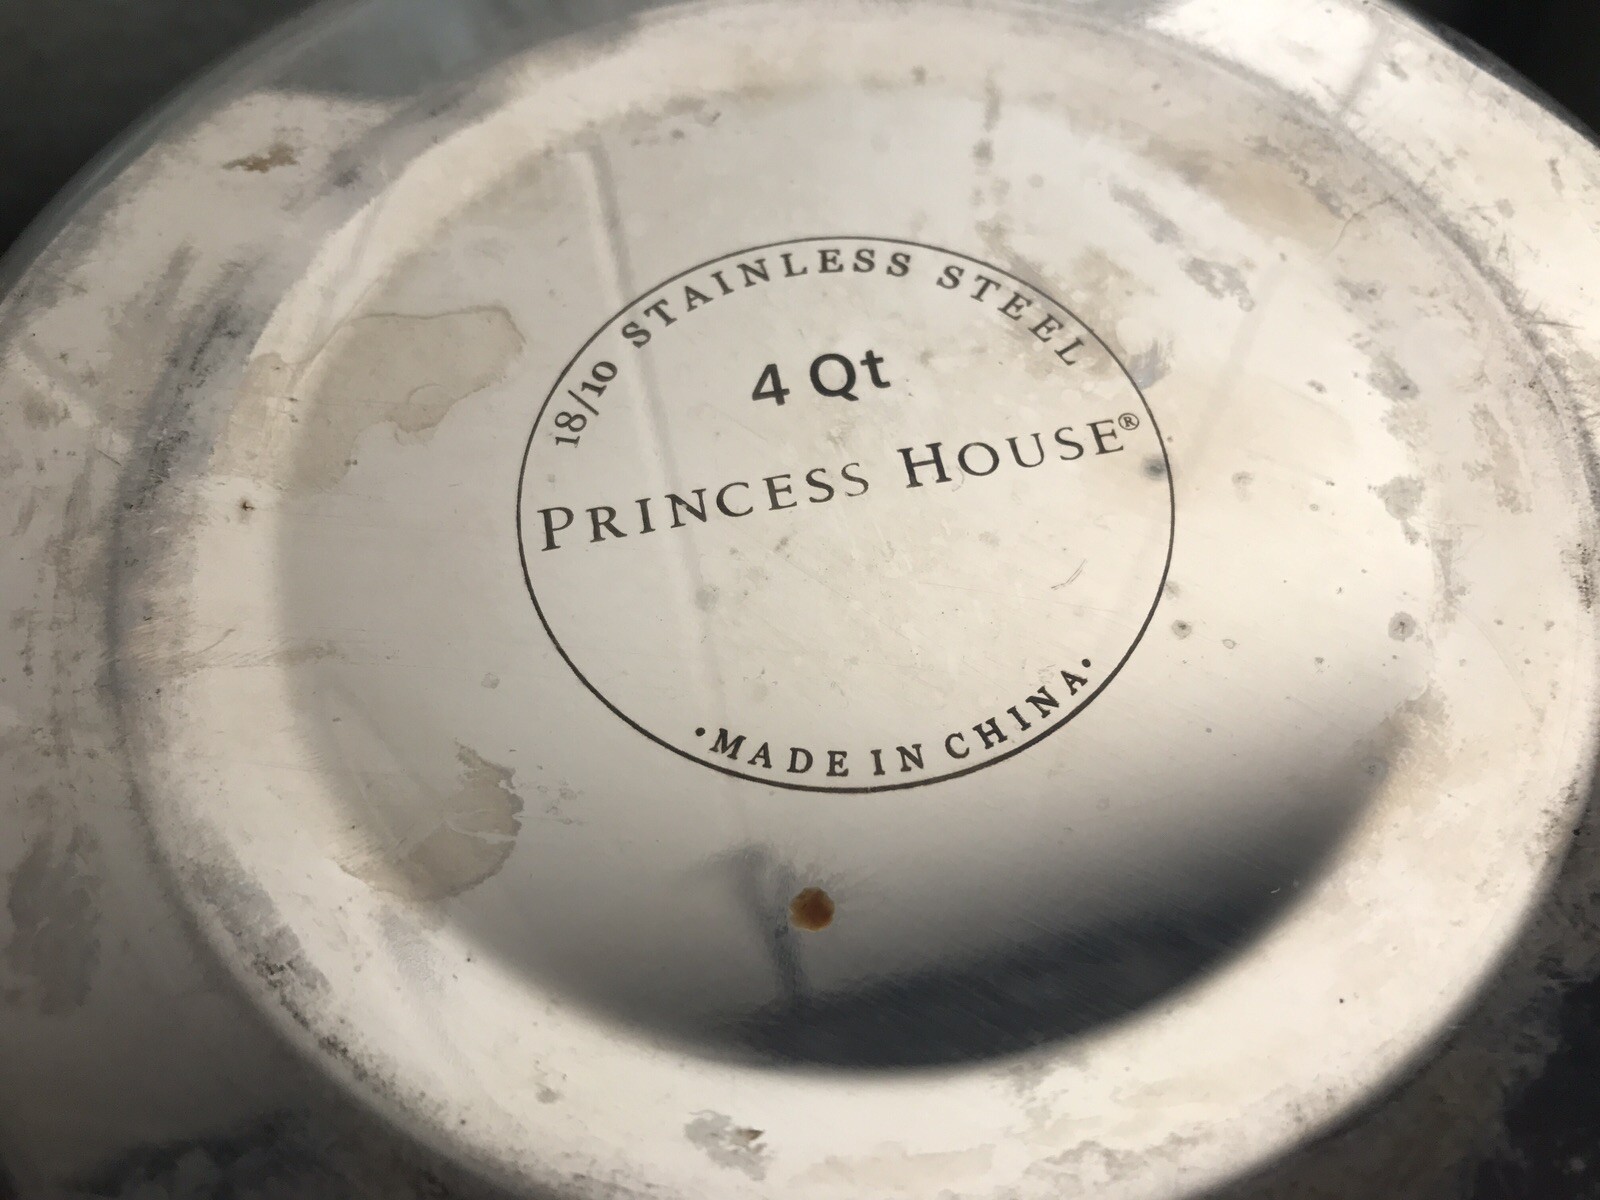 18/10 STAINLESS STEEL
4 Qt
PRINCESS HOUSE®
•MADE IN CHINA•